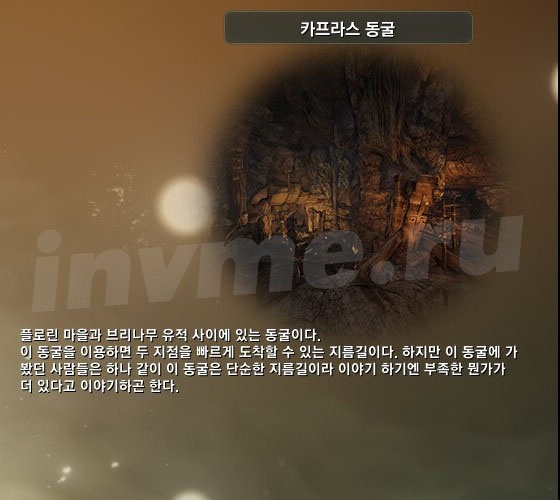 카프라스 동굴
invme.ru
플로린 마을과 브리나무 유적 사이에 있는 동굴이다.
이 동굴을 이용하면 두 지점을 빠르게 도착할 수 있는 지름길이다. 하지만 이 동굴에 가
봤던 사람들은 하나 같이 이 동굴은 단순한 지름길이라 이야기 하기엔 부족한 뭔가가
더 있다고 이야기하곤 한다.